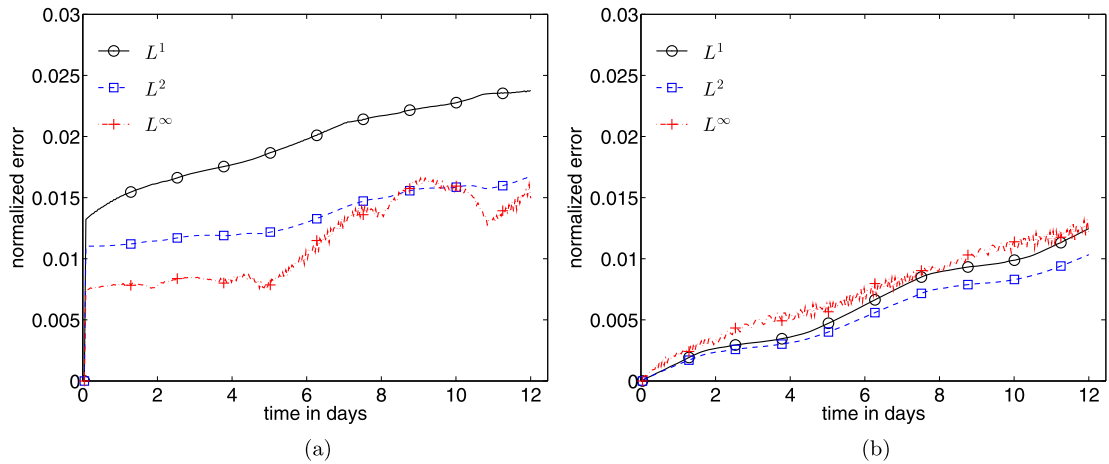 0.03
0.025
0.02
0.015
0.01
0.005
0
0 2 4 6 8 10 12
normalized error
time in days
L¹
L²
L∞
(a)
0.03
0.025
0.02
0.015
0.01
0.005
0
0 2 4 6 8 10 12
normalized error
time in days
L¹
L²
L∞
(b)